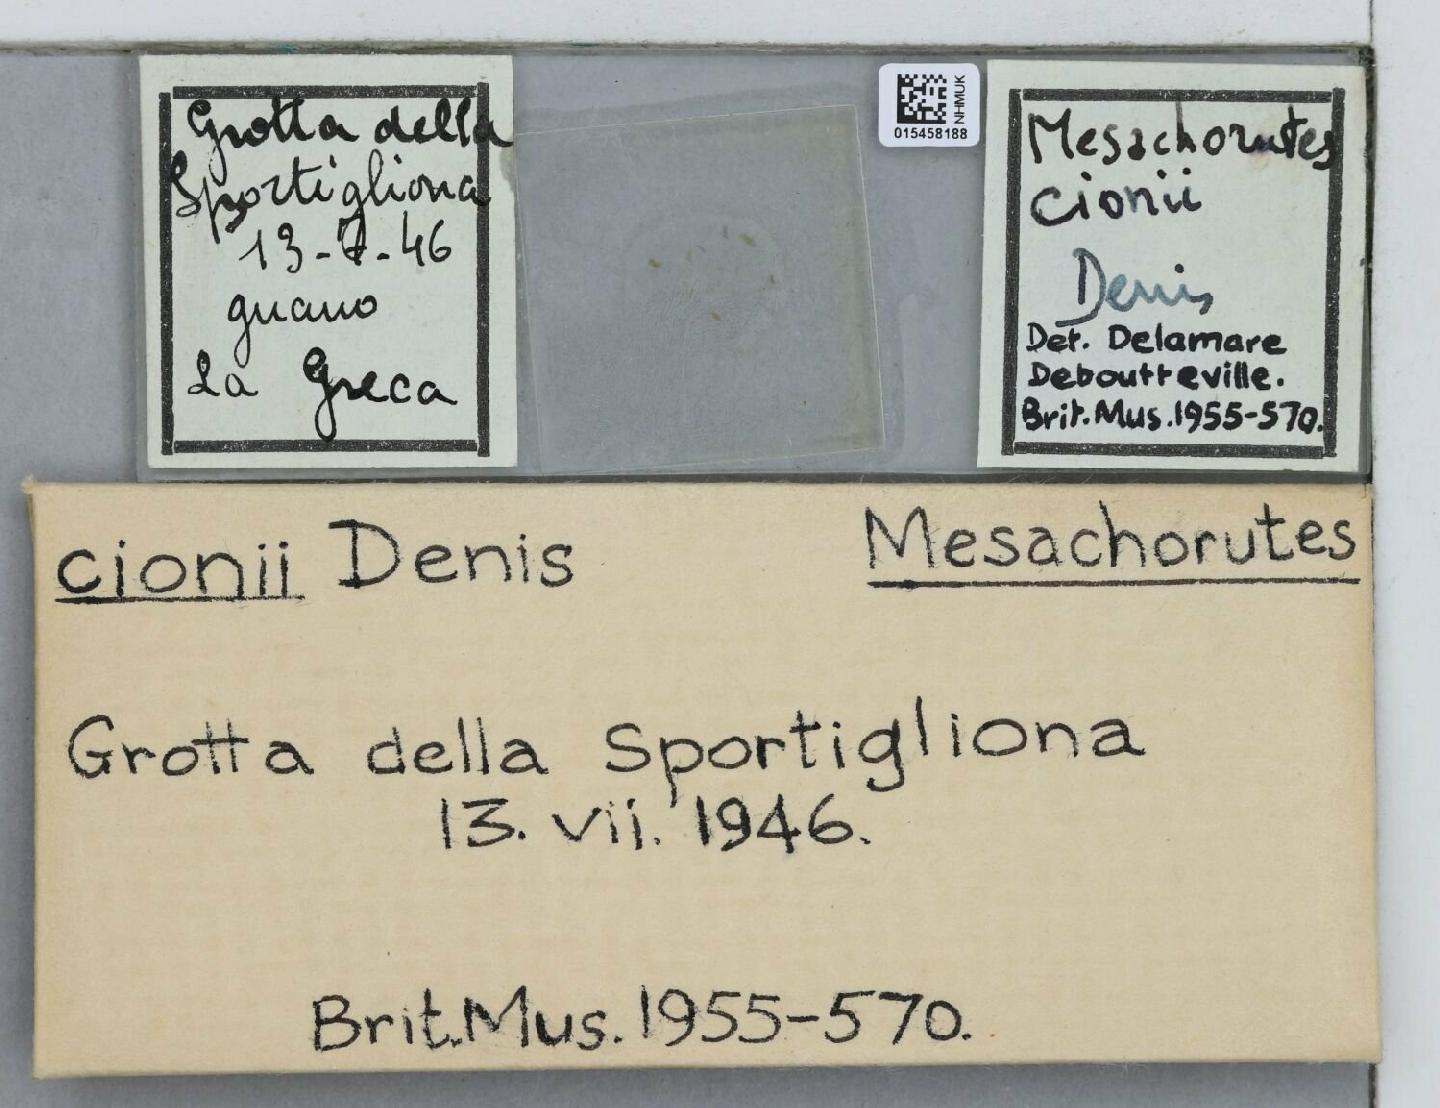 Grotta della
Sportigliona
13-7-46
guano
La Greca
NHMUK
015458188
Mesachorutes
cionii
Denis
Det. Delamare
Deboutteville.
Brit.Mus.1955-570.
cionii Denis Mesachorutes
Grotta della Sportigliona
13.vii.1946.
Brit.Mus.1955-570.